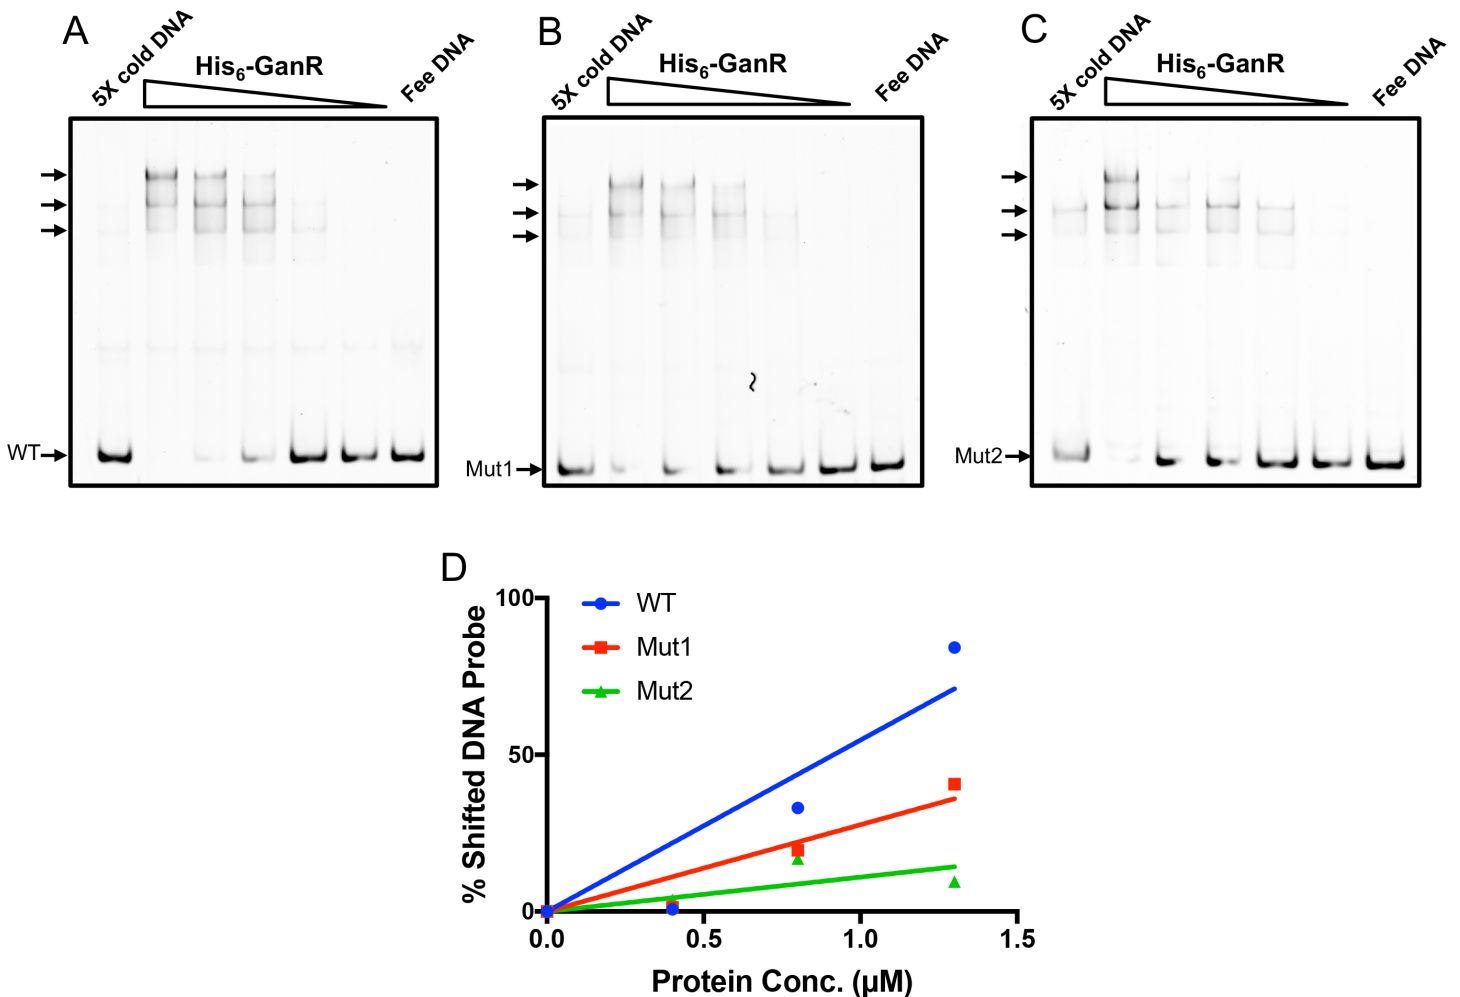 A
5X cold DNA
His6-GanR
Fee DNA
WT
B
5X cold DNA
His6-GanR
Fee DNA
Mut1
C
5X cold DNA
His6-GanR
Fee DNA
Mut2
D
% Shifted DNA Probe
100
50
0
WT
Mut1
Mut2
0.0 0.5 1.0 1.5
Protein Conc. (µM)